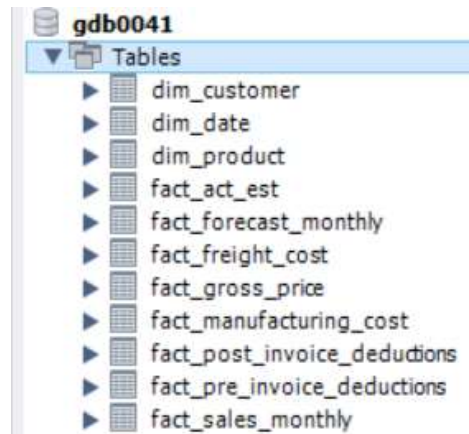 gdb0041
Tables
dim_customer
dim_date
dim_product
fact_act_est
fact_forecast_monthly
fact_freight_cost
fact_gross_price
fact_manufacturing_cost
fact_post_invoice_deductions
fact_pre_invoice_deductions
fact_sales_monthly